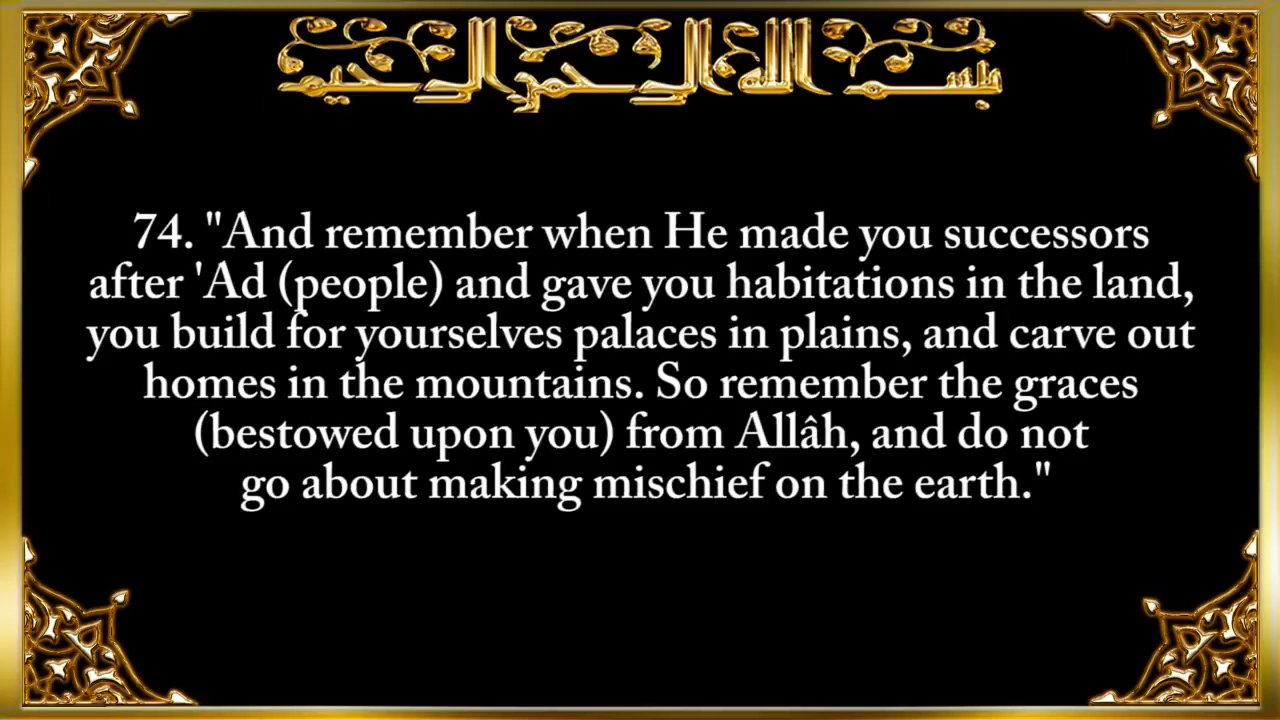 بسم الله الرحمن الرحيم
74. "And remember when He made you successors
after 'Ad (people) and gave you habitations in the land,
you build for yourselves palaces in plains, and carve out
homes in the mountains. So remember the graces
(bestowed upon you) from Allâh, and do not
go about making mischief on the earth."